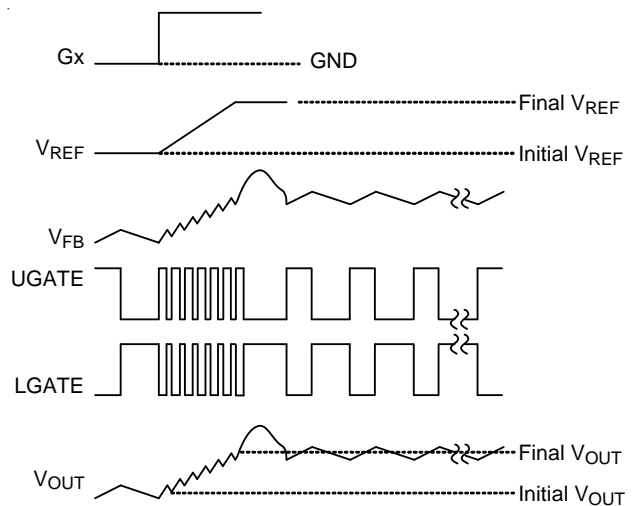 Gx
GND
Final VREF
VREF
Initial VREF
VFB
UGATE
LGATE
Final VOUT
VOUT
Initial VOUT